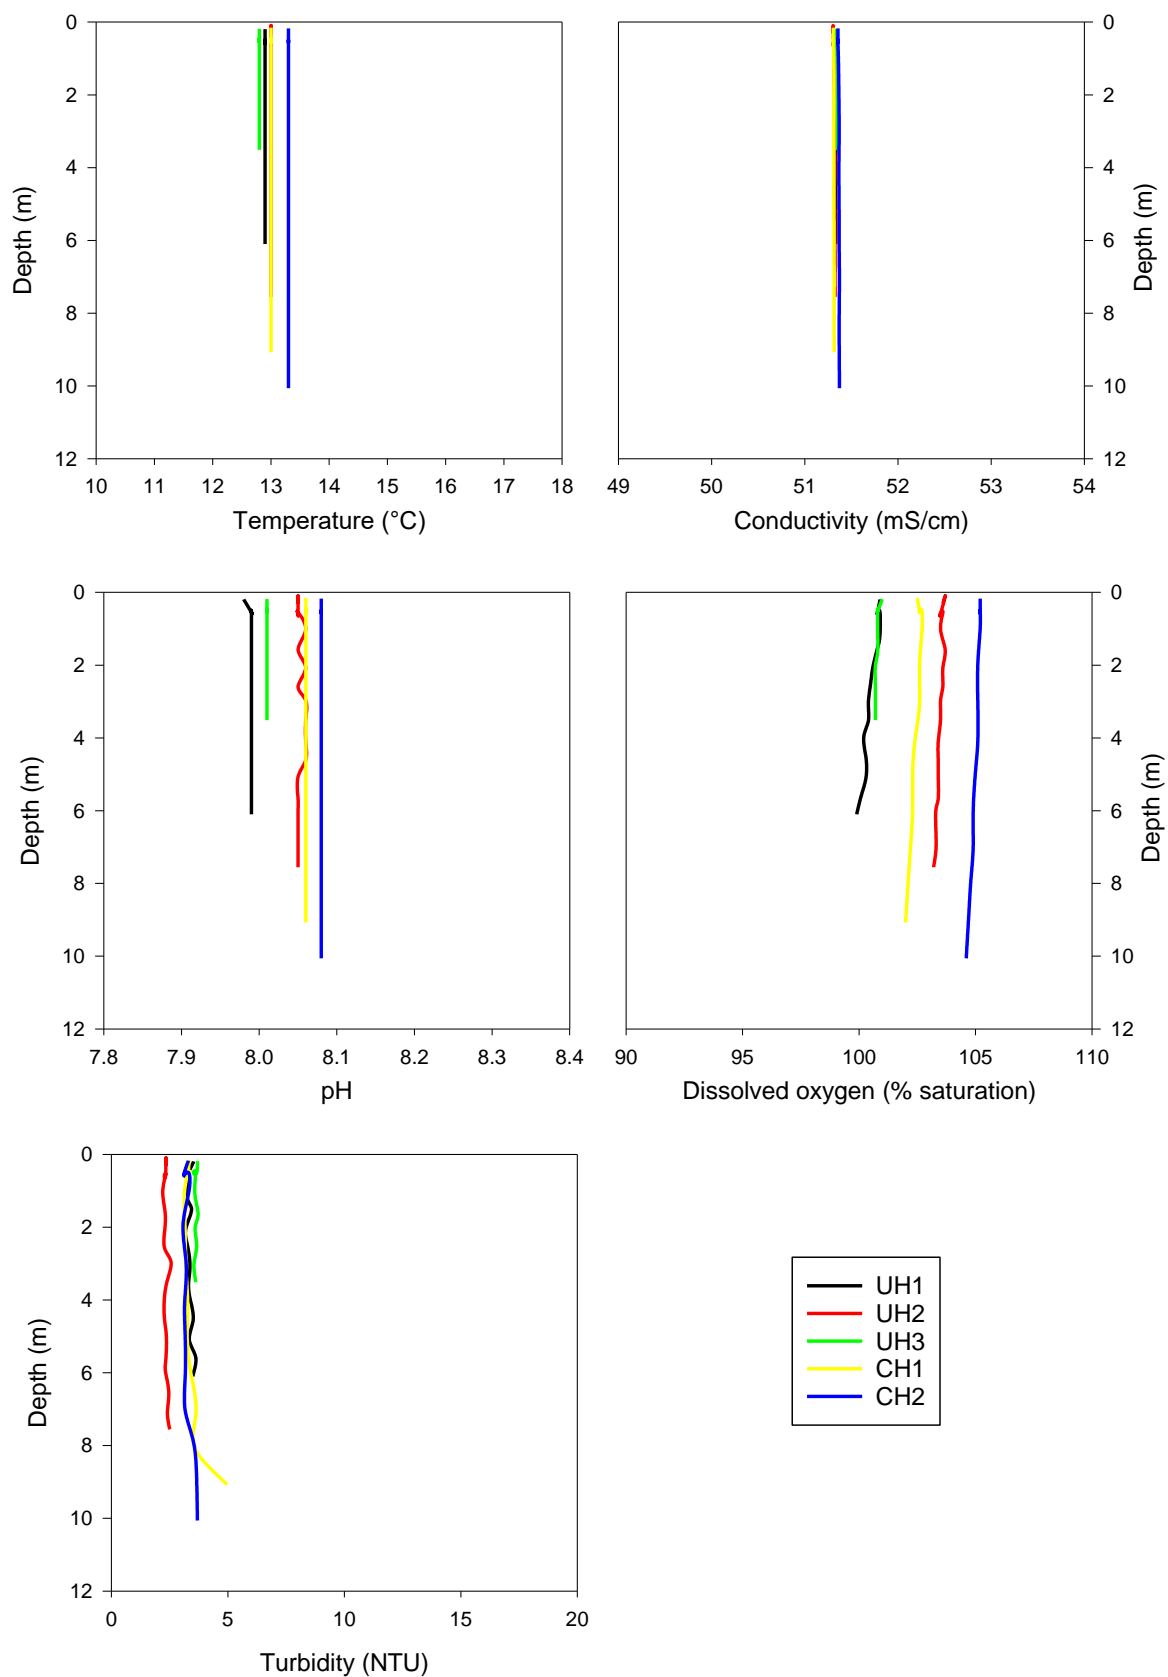 0
2
4
6
8
10
12
Depth (m)
10 11 12 13 14 15 16 17 18
Temperature (°C)
0
2
4
6
8
10
12
Depth (m)
49 50 51 52 53 54
Conductivity (mS/cm)
0
2
4
6
8
10
12
Depth (m)
7.8 7.9 8.0 8.1 8.2 8.3 8.4
pH
0
2
4
6
8
10
12
Depth (m)
90 95 100 105 110
Dissolved oxygen (% saturation)
0
2
4
6
8
10
12
Depth (m)
0 5 10 15 20
Turbidity (NTU)
UH1
UH2
UH3
CH1
CH2